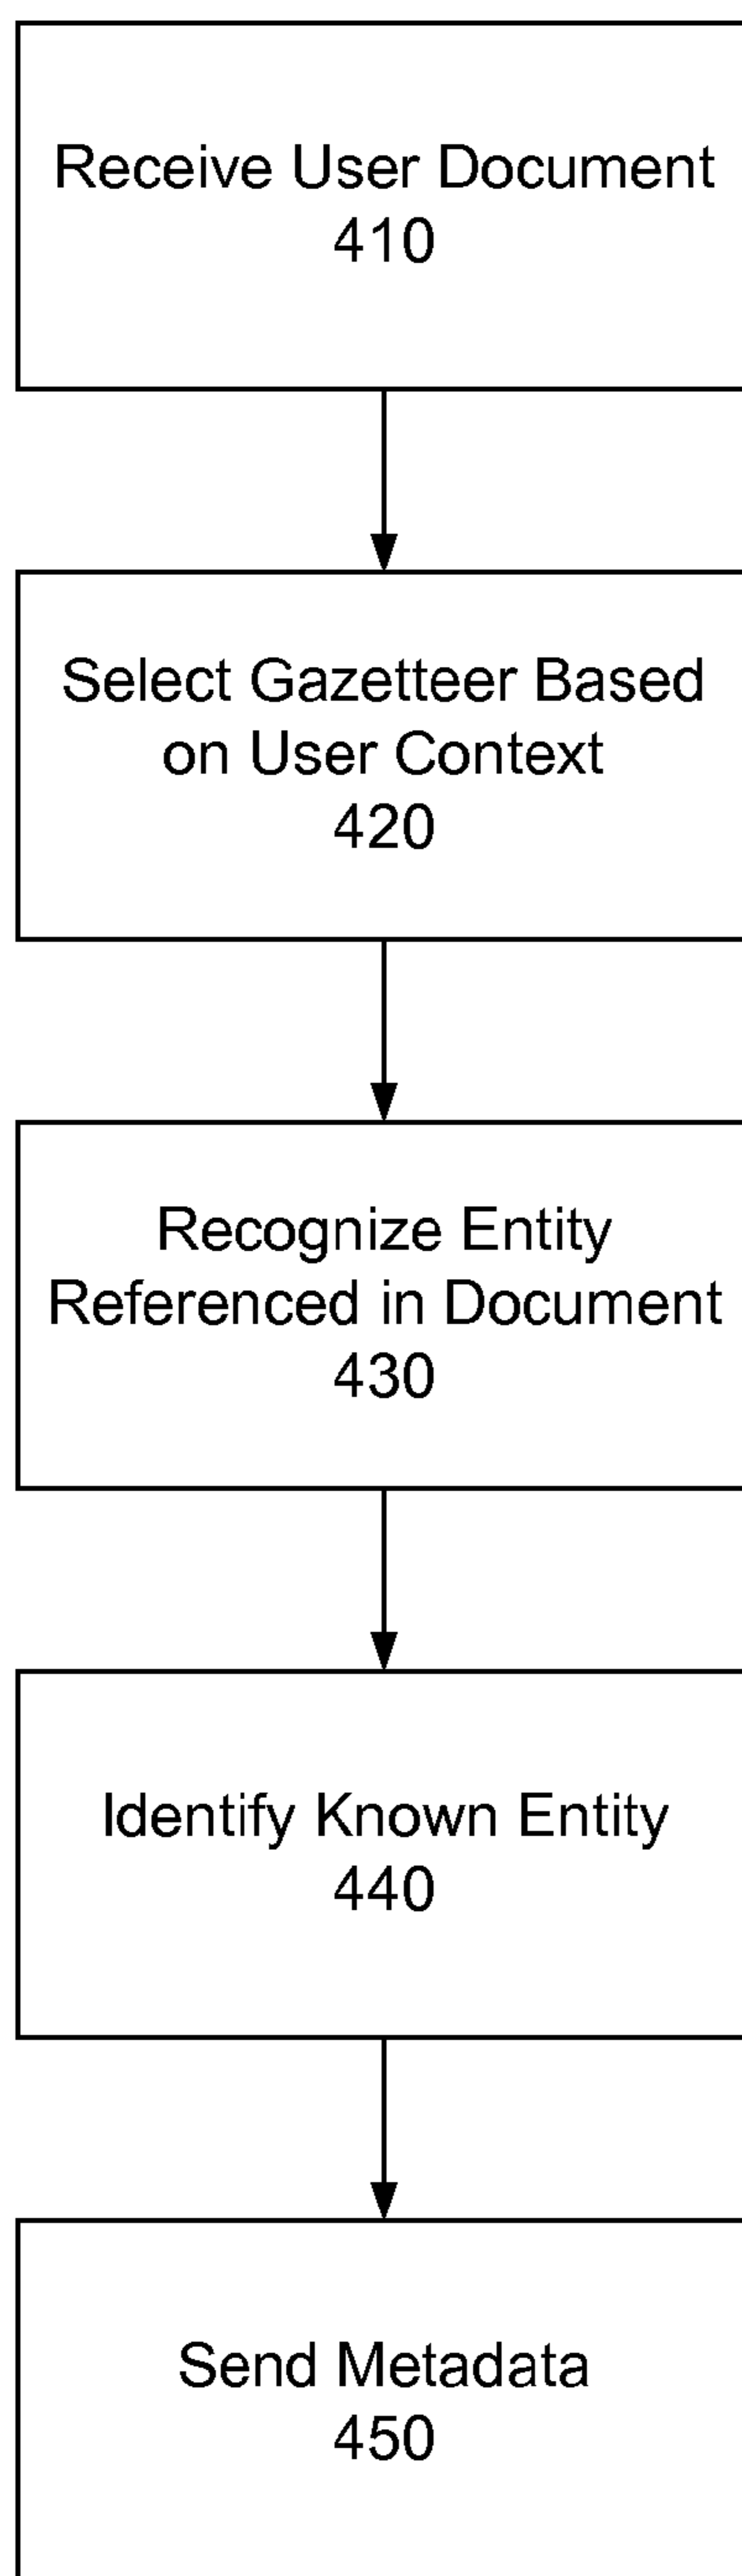 Receive User Document
410
Select Gazetteer Based
on User Context
420
Recognize Entity
Referenced in Document
430
Identify Known Entity
440
Send Metadata
450